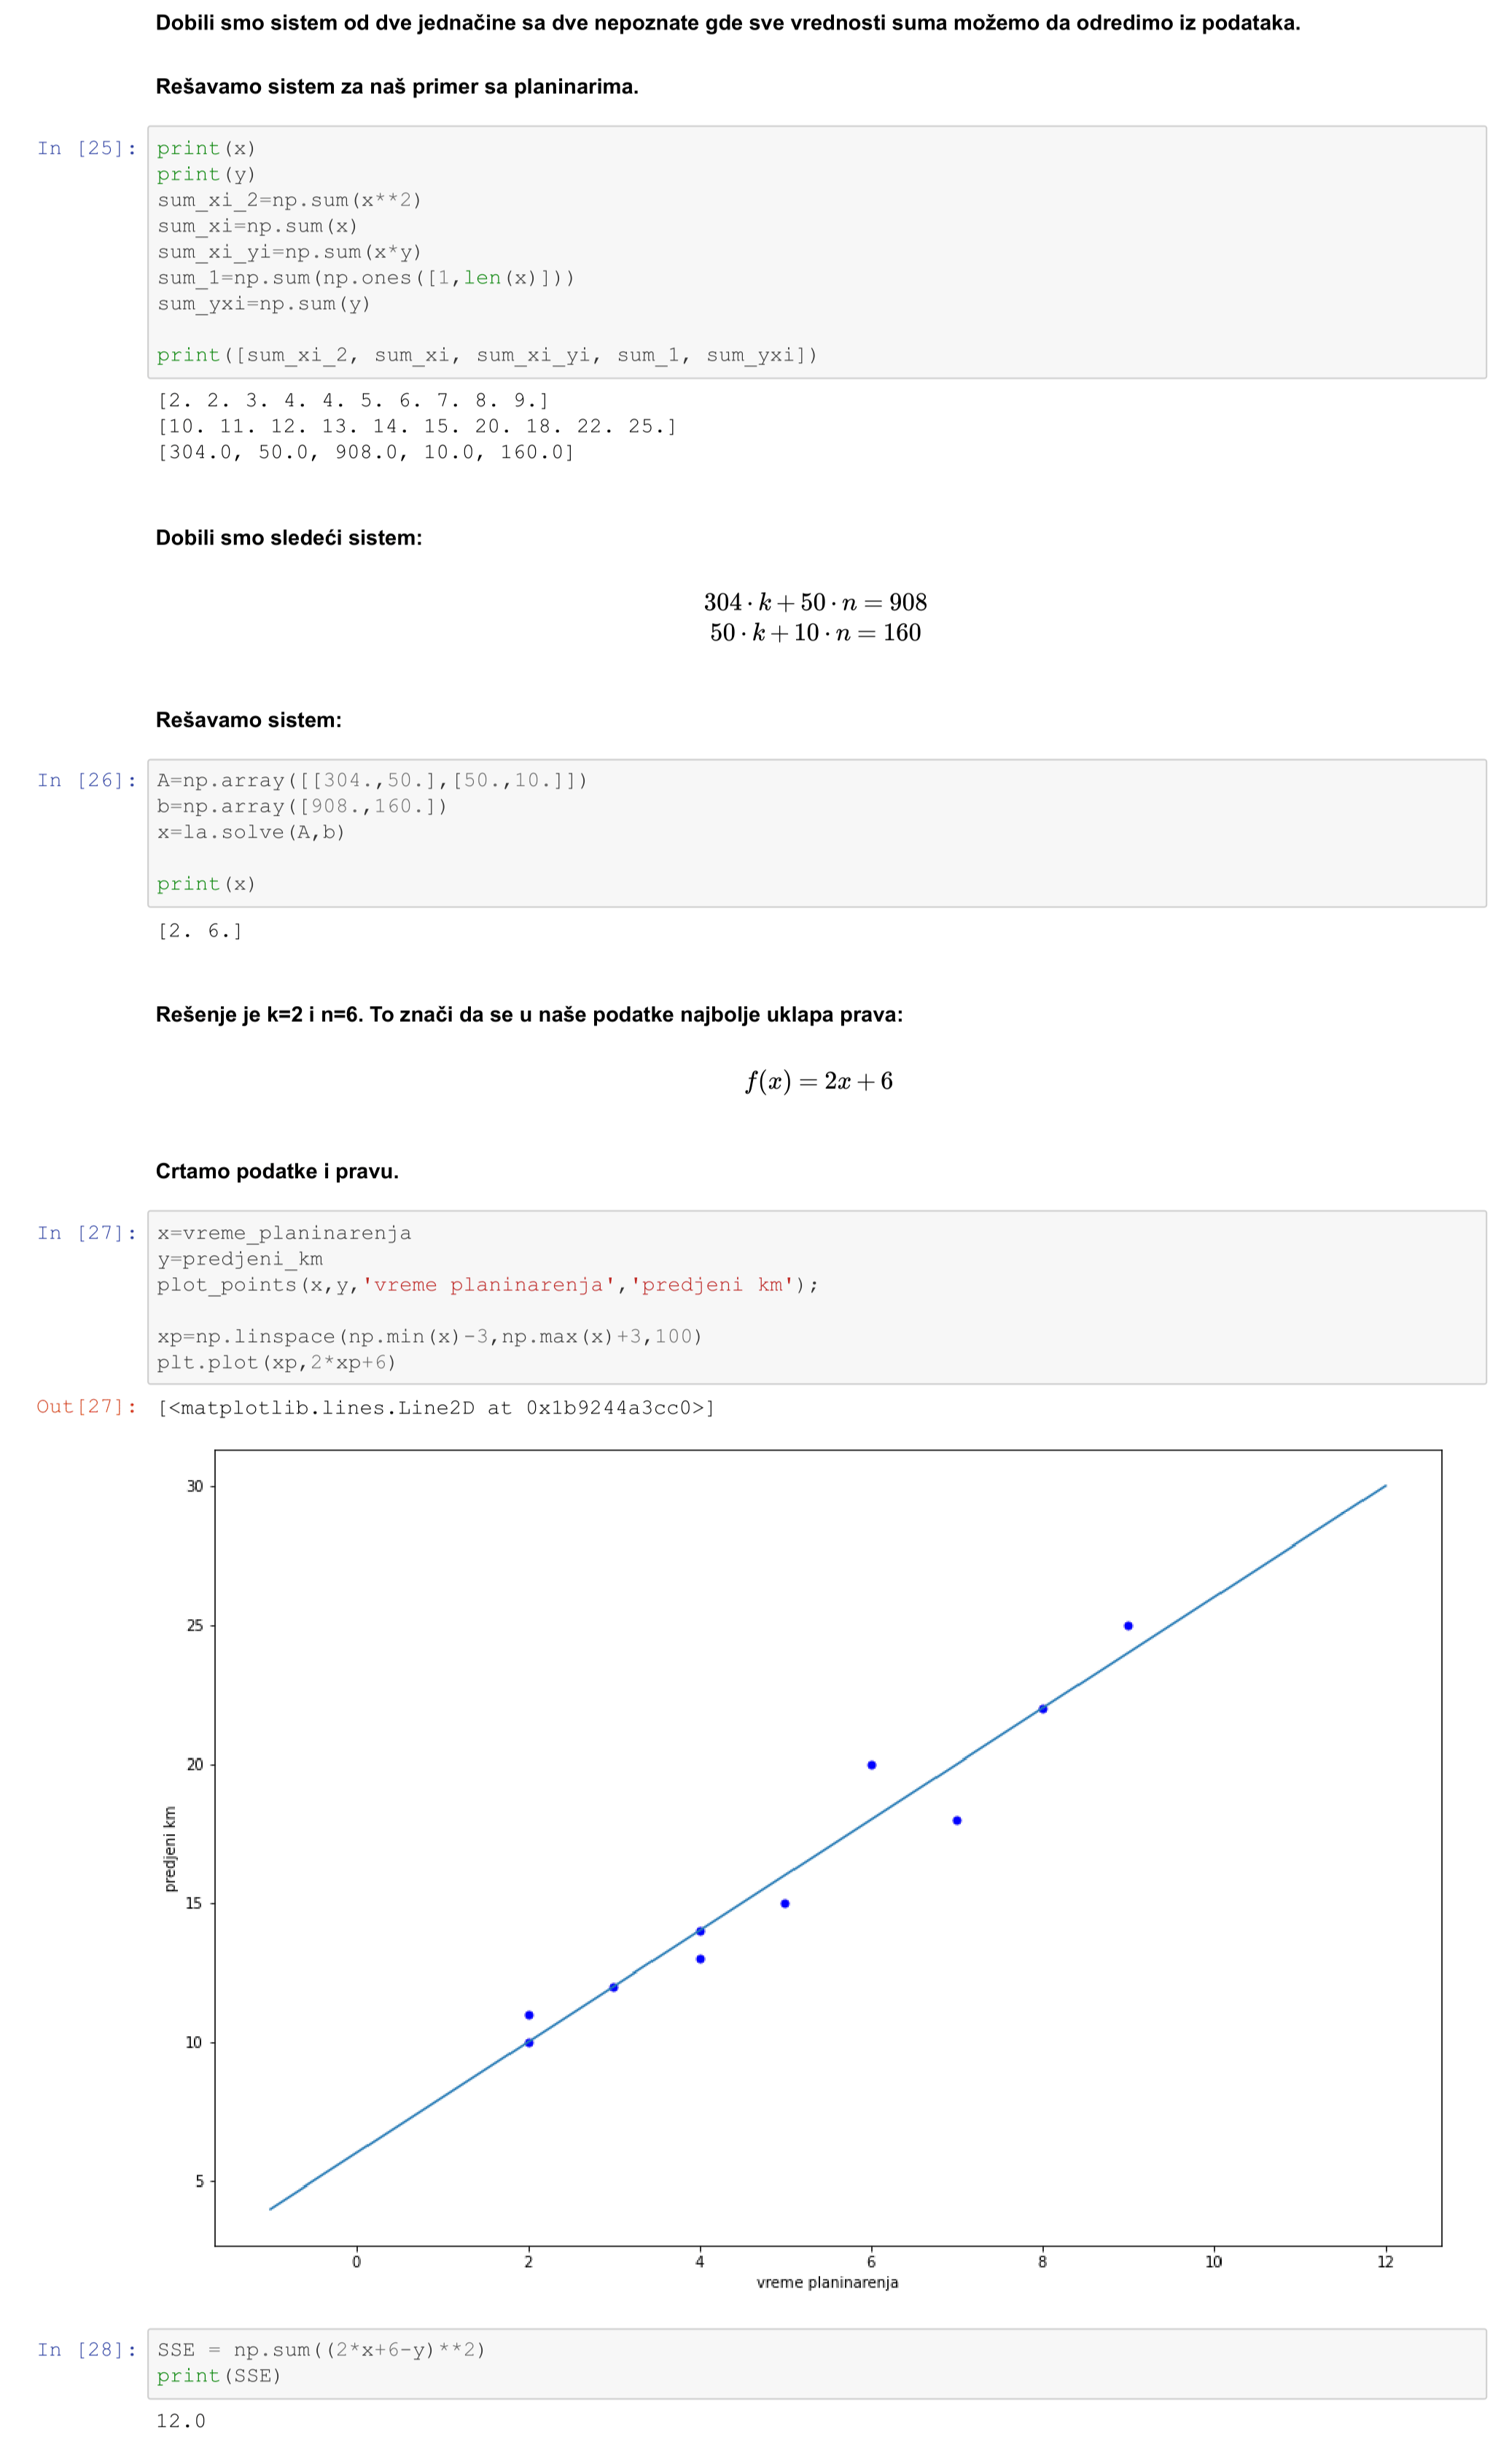 Dobili smo sistem od dve jednačine sa dve nepoznate gde sve vrednosti suma možemo da odredimo iz podataka.
Rešavamo sistem za naš primer sa planinarima.
In [25]:
print(x)
print(y)
sum_xi_2=np.sum(x**2)
sum_xi=np.sum(x)
sum_xi_yi=np.sum(x*y)
sum_1=np.sum(np.ones([1,len(x)]))
sum_yxi=np.sum(y)
print([sum_xi_2, sum_xi, sum_xi_yi, sum_1, sum_yxi])
[2. 2. 3. 4. 4. 5. 6. 7. 8. 9.]
[10. 11. 12. 13. 14. 15. 20. 18. 22. 25.]
[304.0, 50.0, 908.0, 10.0, 160.0]
Dobili smo sledeći sistem:
304 · k + 50 · n = 908
50 · k + 10 · n = 160
Rešavamo sistem:
In [26]:
A=np.array([[304.,50.],[50.,10.]])
b=np.array([908.,160.])
x=la.solve(A,b)
print(x)
[2. 6.]
Rešenje je k=2 i n=6. To znači da se u naše podatke najbolje uklapa prava:
f(x) = 2x + 6
Crtamo podatke i pravu.
In [27]:
x=vreme_planinarenja
y=predjeni_km
plot_points(x,y,'vreme planinarenja','predjeni km');
xp=np.linspace(np.min(x)-3,np.max(x)+3,100)
plt.plot(xp,2*xp+6)
Out[27]:
[<matplotlib.lines.Line2D at 0x1b9244a3cc0>]
30
25
20
15
10
5
predjeni km
0 2 4 6 8 10 12
vreme planinarenja
In [28]:
SSE = np.sum((2*x+6-y)**2)
print(SSE)
12.0